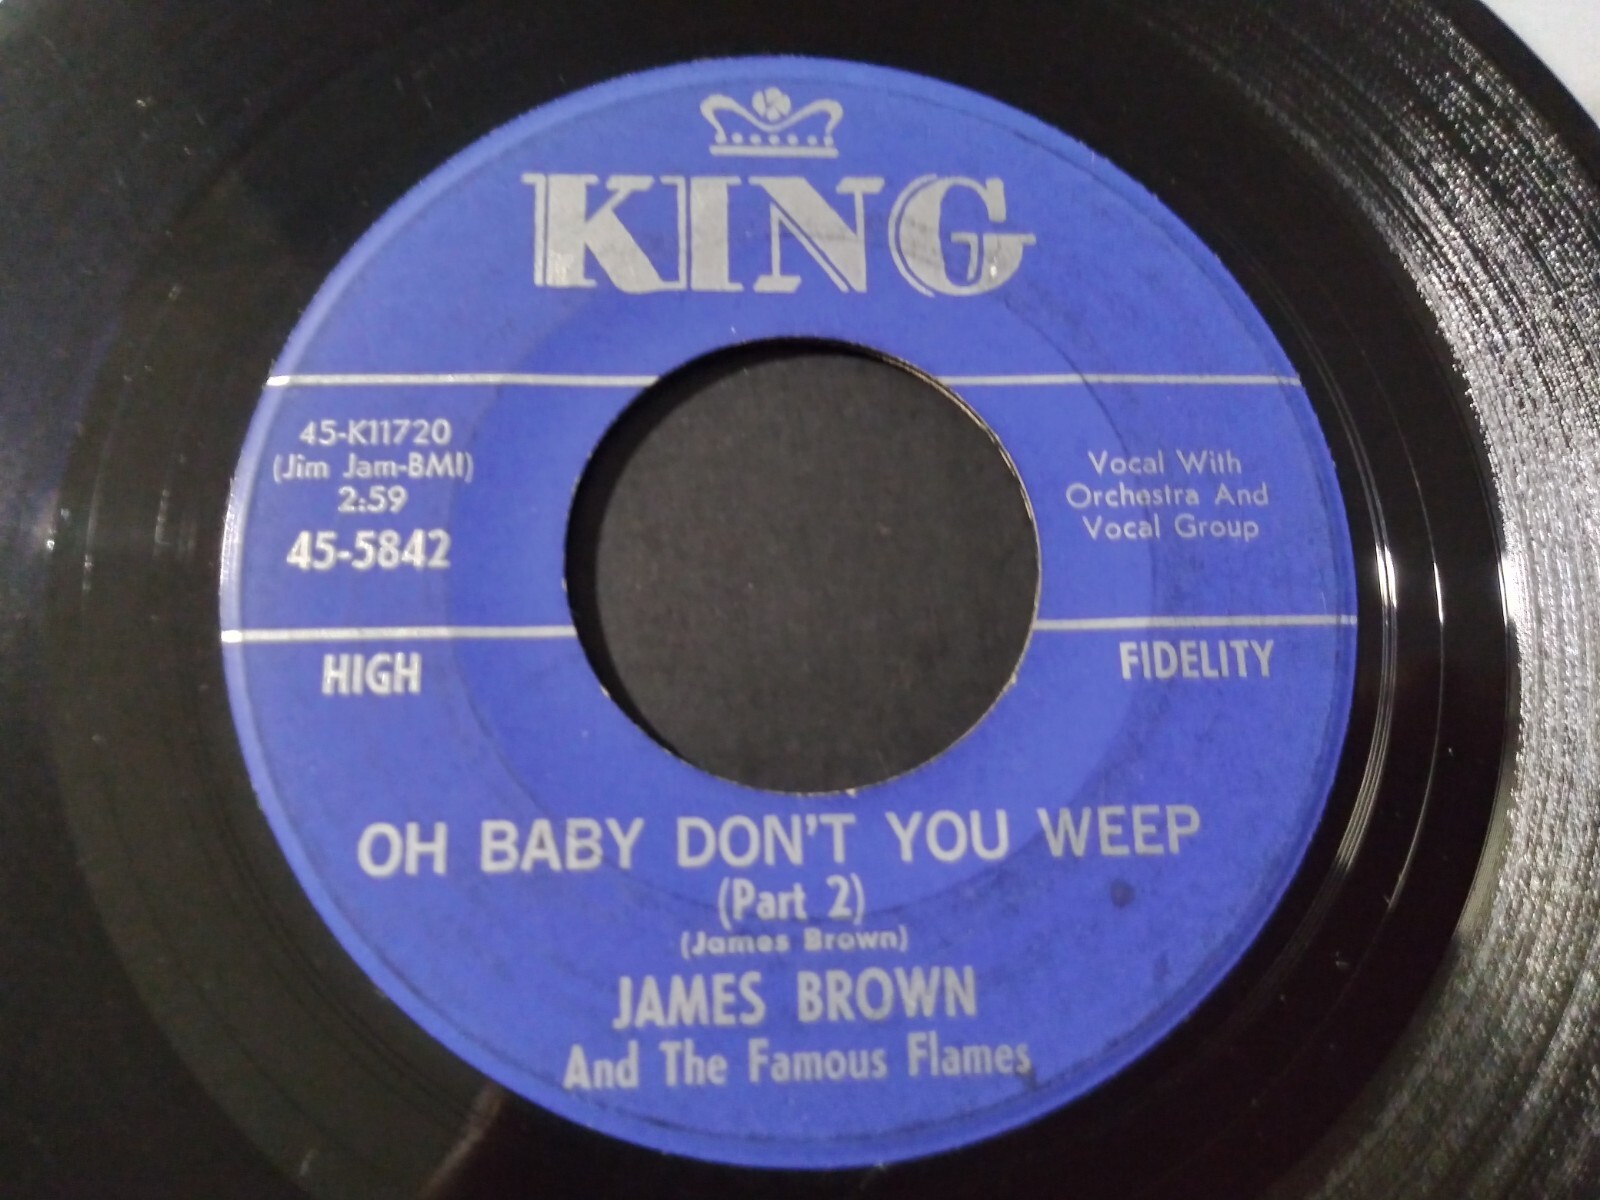 KING
45-K11720
(Jim Jam-BMI)
2:59
45-5842
Vocal With
Orchestra And
Vocal Group
HIGH FIDELITY
OH BABY DON'T YOU WEEP
(Part 2)
(James Brown)
JAMES BROWN
And The Famous Flames